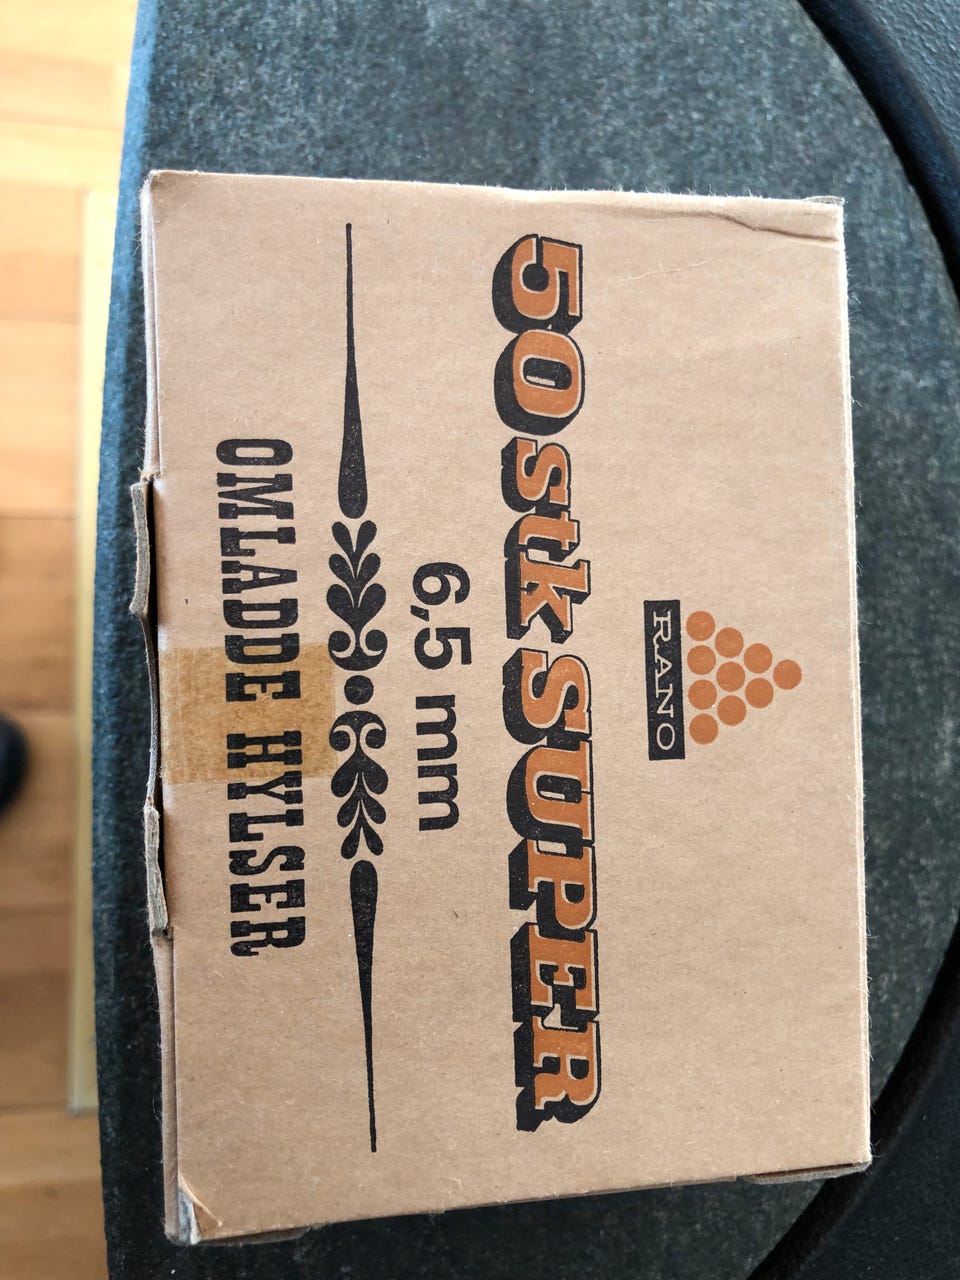 RANO
50 stk SUPER
6,5 mm
OMLADDE HYLSER